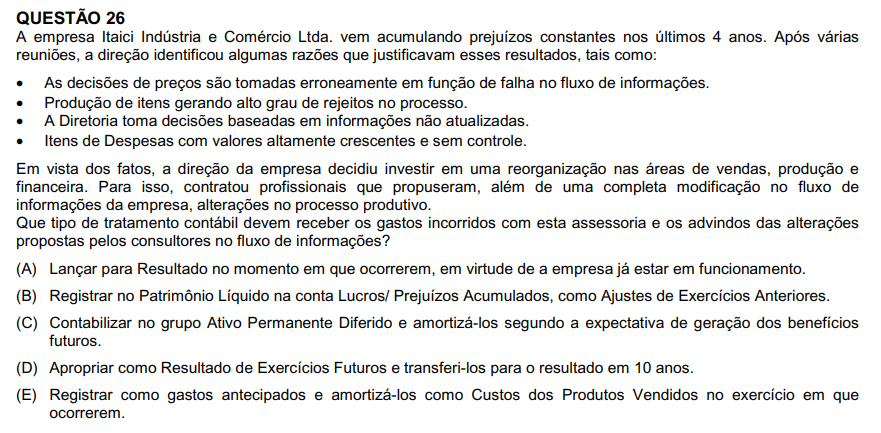 QUESTÃO 26
A empresa Itaici Indústria e Comércio Ltda. vem acumulando prejuízos constantes nos últimos 4 anos. Após várias
reuniões, a direção identificou algumas razões que justificavam esses resultados, tais como:
• As decisões de preços são tomadas erroneamente em função de falha no fluxo de informações.
• Produção de itens gerando alto grau de rejeitos no processo.
• A Diretoria toma decisões baseadas em informações não atualizadas.
• Itens de Despesas com valores altamente crescentes e sem controle.
Em vista dos fatos, a direção da empresa decidiu investir em uma reorganização nas áreas de vendas, produção e
financeira. Para isso, contratou profissionais que propuseram, além de uma completa modificação no fluxo de
informações da empresa, alterações no processo produtivo.
Que tipo de tratamento contábil devem receber os gastos incorridos com esta assessoria e os advindos das alterações
propostas pelos consultores no fluxo de informações?
(A) Lançar para Resultado no momento em que ocorrerem, em virtude de a empresa já estar em funcionamento.
(B) Registrar no Patrimônio Líquido na conta Lucros/ Prejuízos Acumulados, como Ajustes de Exercícios Anteriores.
(C) Contabilizar no grupo Ativo Permanente Diferido e amortizá-los segundo a expectativa de geração dos benefícios
futuros.
(D) Apropriar como Resultado de Exercícios Futuros e transferi-los para o resultado em 10 anos.
(E) Registrar como gastos antecipados e amortizá-los como Custos dos Produtos Vendidos no exercício em que
ocorrerem.